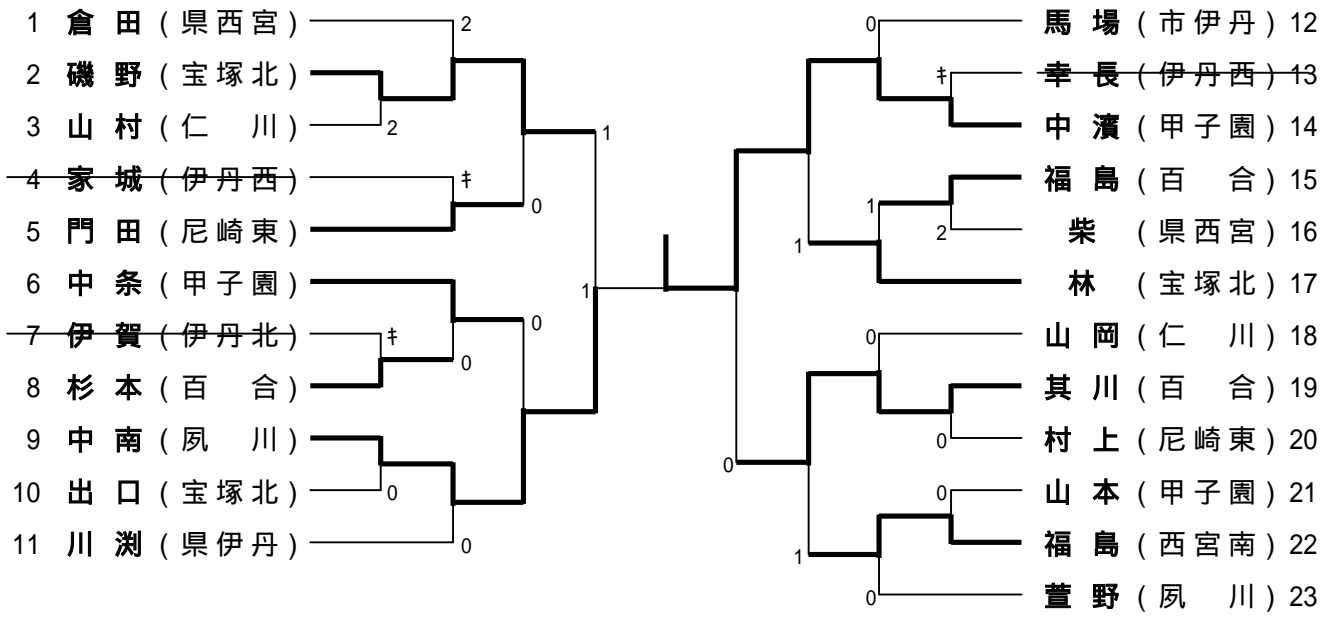 1 倉田 (県西宮)
2 磯野 (宝塚北)
3 山村 (仁 川)
4 家城 (伊丹西)
5 門田 (尼崎東)
6 中条 (甲子園)
7 伊賀 (伊丹北)
8 杉本 (百 合)
9 中南 (夙 川)
10 出口 (宝塚北)
11 川渕 (県伊丹)
2
2
1
キ
0
1
0
キ
0
0
0
馬場 (市伊丹) 12
幸長 (伊丹西) 13
中濱 (甲子園) 14
福島 (百 合) 15
柴 (県西宮) 16
林 (宝塚北) 17
山岡 (仁 川) 18
其川 (百 合) 19
村上 (尼崎東) 20
山本 (甲子園) 21
福島 (西宮南) 22
萱野 (夙 川) 23
0
キ
1
2
1
0
0
0
0
1
0